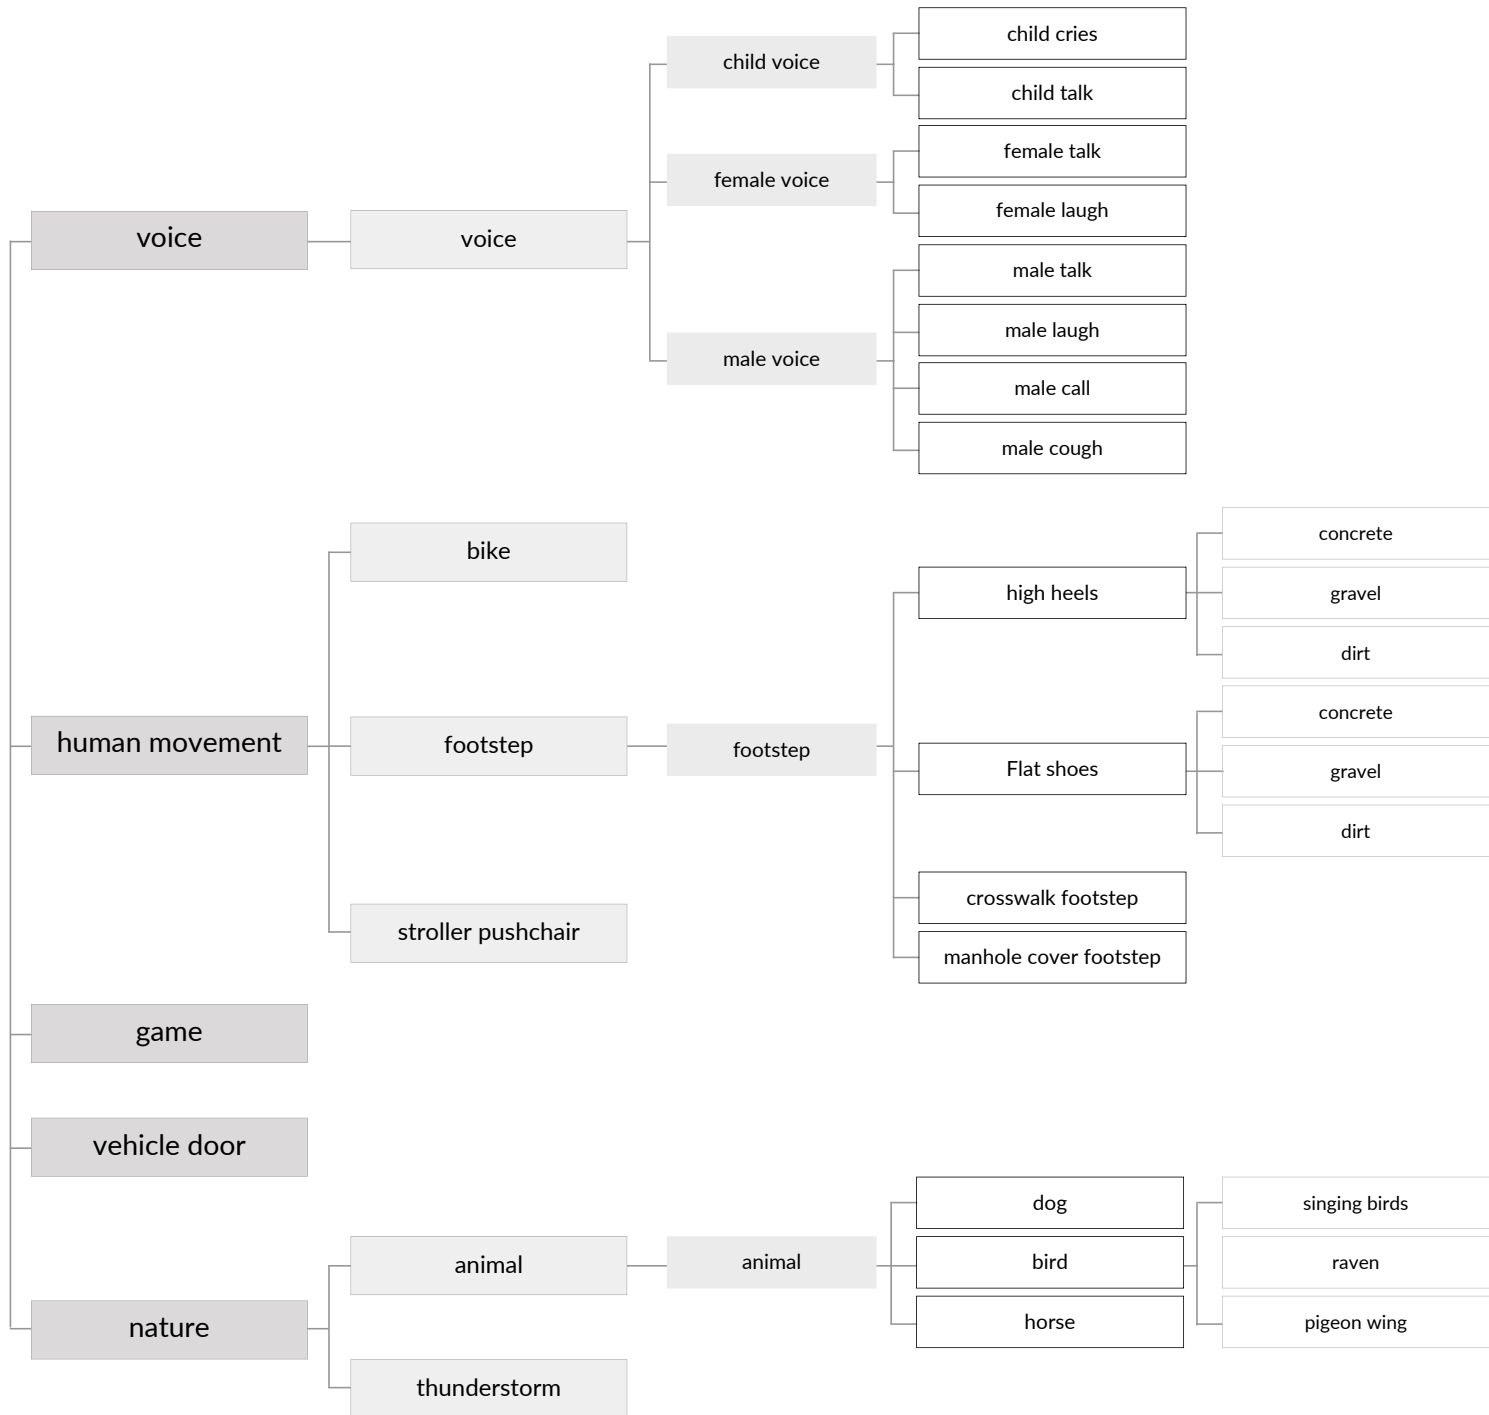 child cries
child voice
child talk
female talk
female voice
female laugh
voice
voice
male talk
male laugh
male voice
male call
male cough
concrete
bike
high heels
gravel
dirt
concrete
human movement
footstep
footstep
Flat shoes
gravel
dirt
crosswalk footstep
stroller pushchair
manhole cover footstep
game
vehicle door
dog
singing birds
animal
animal
bird
raven
nature
horse
pigeon wing
thunderstorm